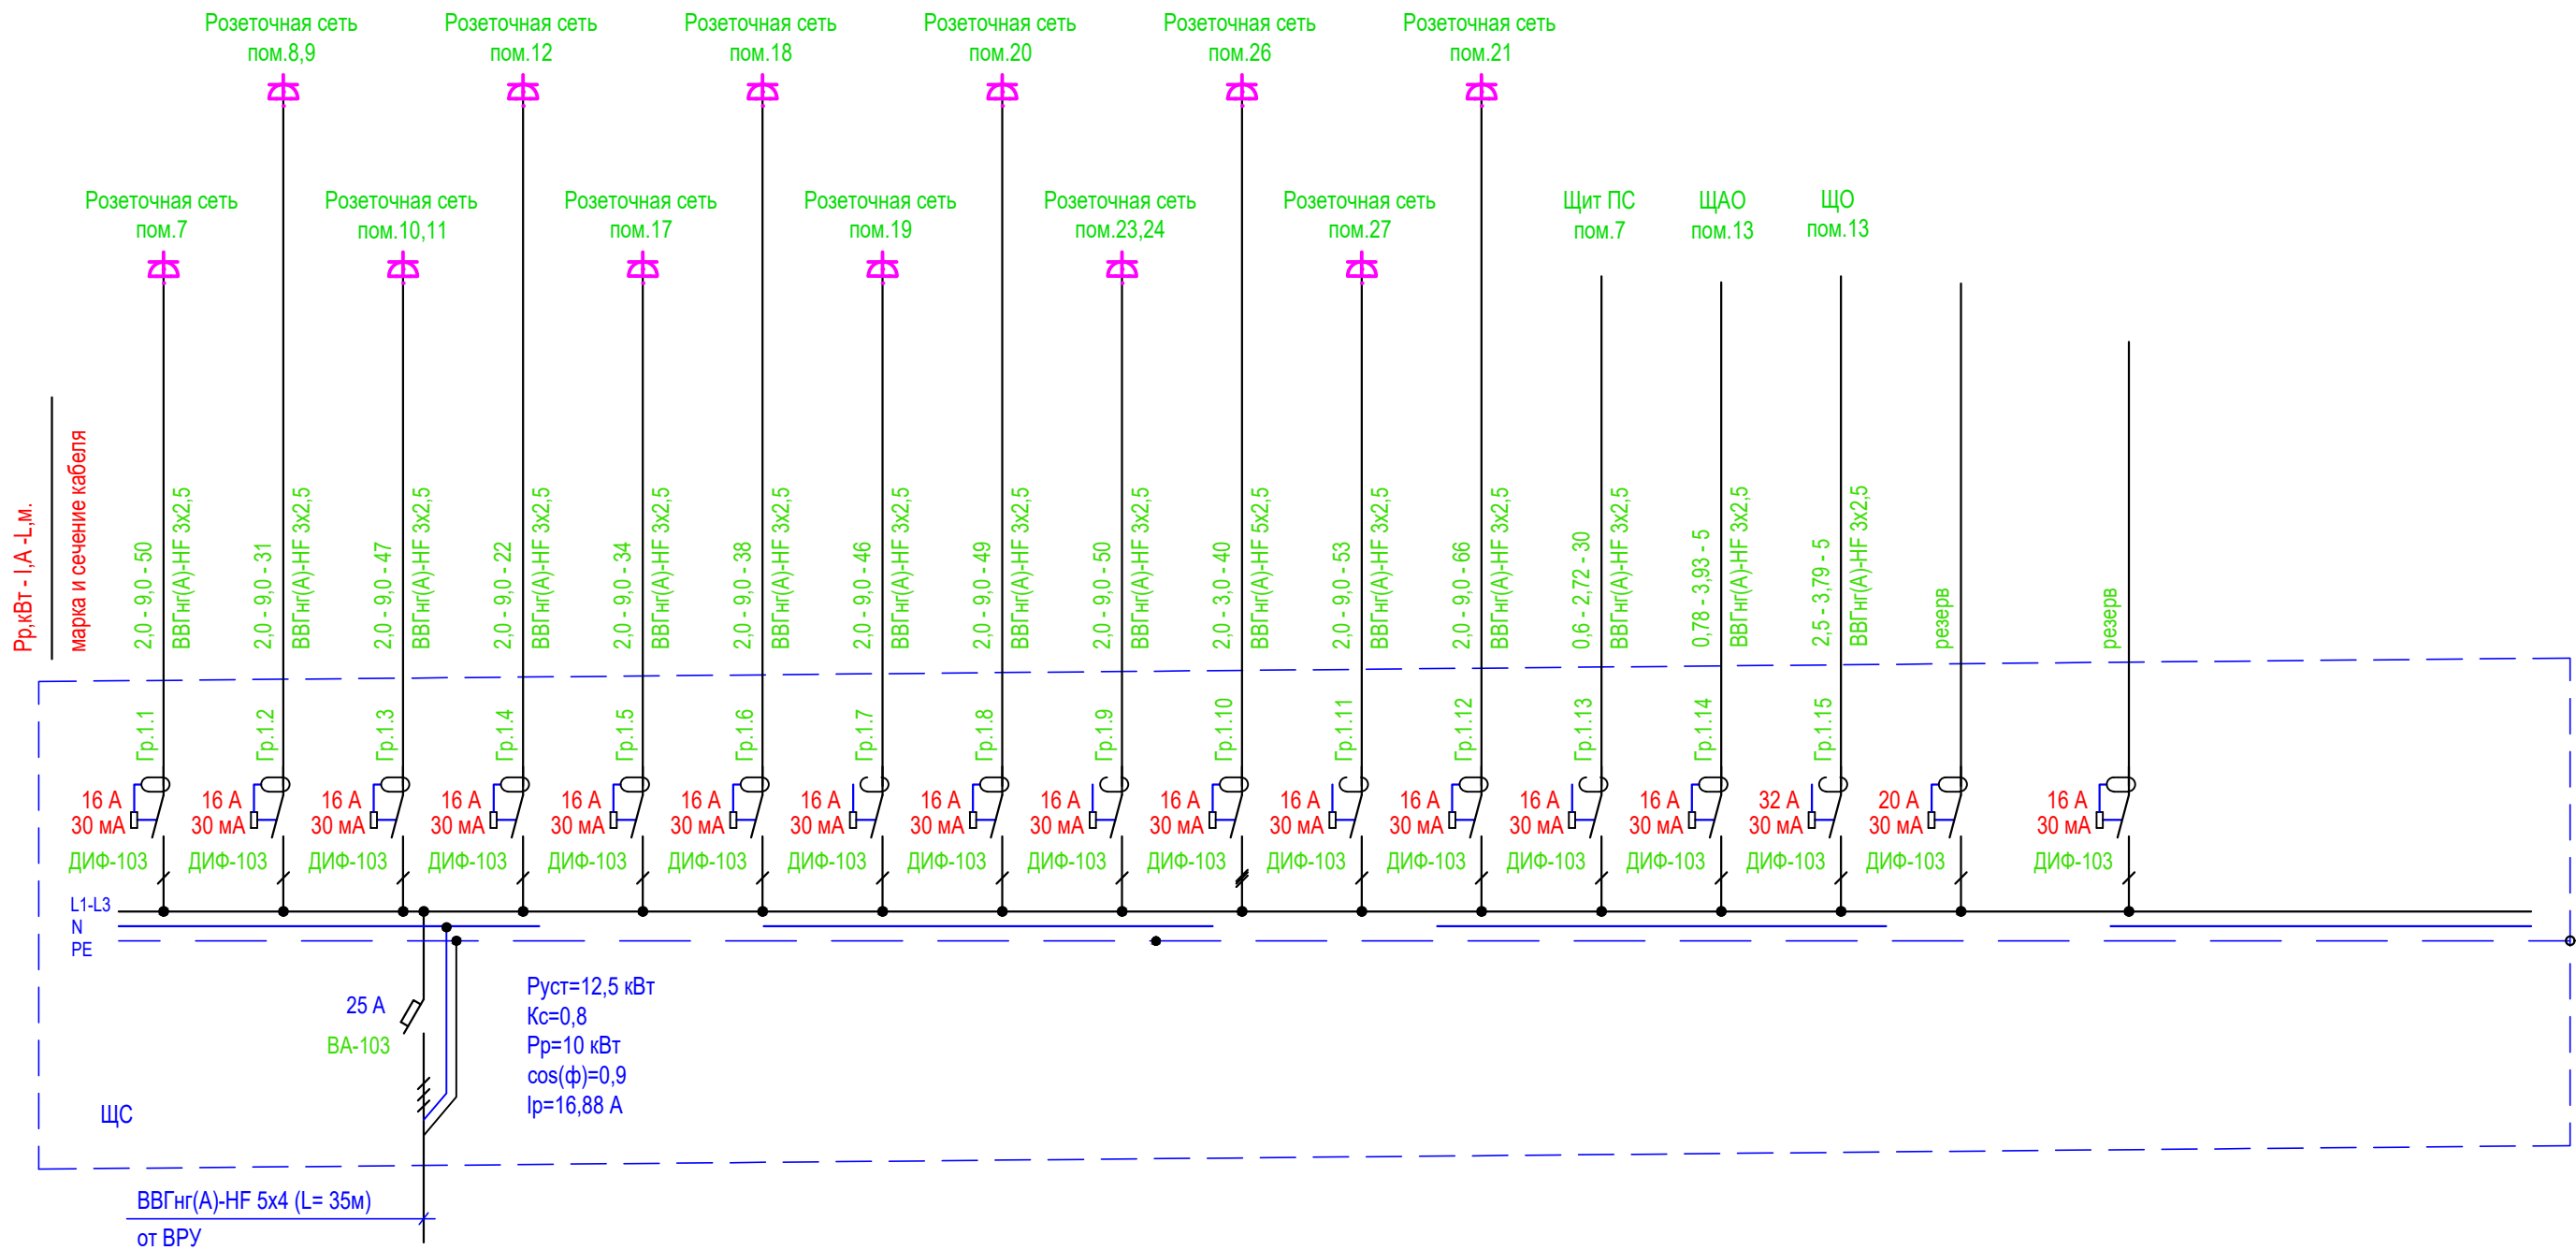 Розеточная сеть
пом.8,9
Розеточная сеть
пом.12
Розеточная сеть
пом.18
Розеточная сеть
пом.20
Розеточная сеть
пом.26
Розеточная сеть
пом.21
Розеточная сеть
пом.7
Розеточная сеть
пом.10,11
Розеточная сеть
пом.17
Розеточная сеть
пом.19
Розеточная сеть
пом.23,24
Розеточная сеть
пом.27
Щит ПС
пом.7
ЩАО
пом.13
ЩО
пом.13
Рр,кВт - I,А -L,м.
марка и сечение кабеля
2,0 - 9,0 - 50
ВВГнг(А)-HF 3x2,5
2,0 - 9,0 - 31
ВВГнг(А)-HF 3x2,5
2,0 - 9,0 - 47
ВВГнг(А)-HF 3x2,5
2,0 - 9,0 - 22
ВВГнг(А)-HF 3x2,5
2,0 - 9,0 - 34
ВВГнг(А)-HF 3x2,5
2,0 - 9,0 - 38
ВВГнг(А)-HF 3x2,5
2,0 - 9,0 - 46
ВВГнг(А)-HF 3x2,5
2,0 - 9,0 - 49
ВВГнг(А)-HF 3x2,5
2,0 - 9,0 - 50
ВВГнг(А)-HF 3x2,5
2,0 - 3,0 - 40
ВВГнг(А)-HF 5x2,5
2,0 - 9,0 - 53
ВВГнг(А)-HF 3x2,5
2,0 - 9,0 - 66
ВВГнг(А)-HF 3x2,5
0,6 - 2,72 - 30
ВВГнг(А)-HF 3x2,5
0,78 - 3,93 - 5
ВВГнг(А)-HF 3x2,5
2,5 - 3,79 - 5
ВВГнг(А)-HF 3x2,5
резерв
резерв
Гр.1.1
Гр.1.2
Гр.1.3
Гр.1.4
Гр.1.5
Гр.1.6
Гр.1.7
Гр.1.8
Гр.1.9
Гр.1.10
Гр.1.11
Гр.1.12
Гр.1.13
Гр.1.14
Гр.1.15
16 А
30 мА
ДИФ-103
16 А
30 мА
ДИФ-103
16 А
30 мА
ДИФ-103
16 А
30 мА
ДИФ-103
16 А
30 мА
ДИФ-103
16 А
30 мА
ДИФ-103
16 А
30 мА
ДИФ-103
16 А
30 мА
ДИФ-103
16 А
30 мА
ДИФ-103
16 А
30 мА
ДИФ-103
16 А
30 мА
ДИФ-103
16 А
30 мА
ДИФ-103
16 А
30 мА
ДИФ-103
16 А
30 мА
ДИФ-103
32 А
30 мА
ДИФ-103
20 А
30 мА
ДИФ-103
16 А
30 мА
ДИФ-103
L1-L3
N
PE
25 А
ВА-103
Руст=12,5 кВт
Кс=0,8
Рр=10 кВт
cos(ф)=0,9
Iр=16,88 А
ЩС
ВВГнг(А)-HF 5x4 (L= 35м)
от ВРУ